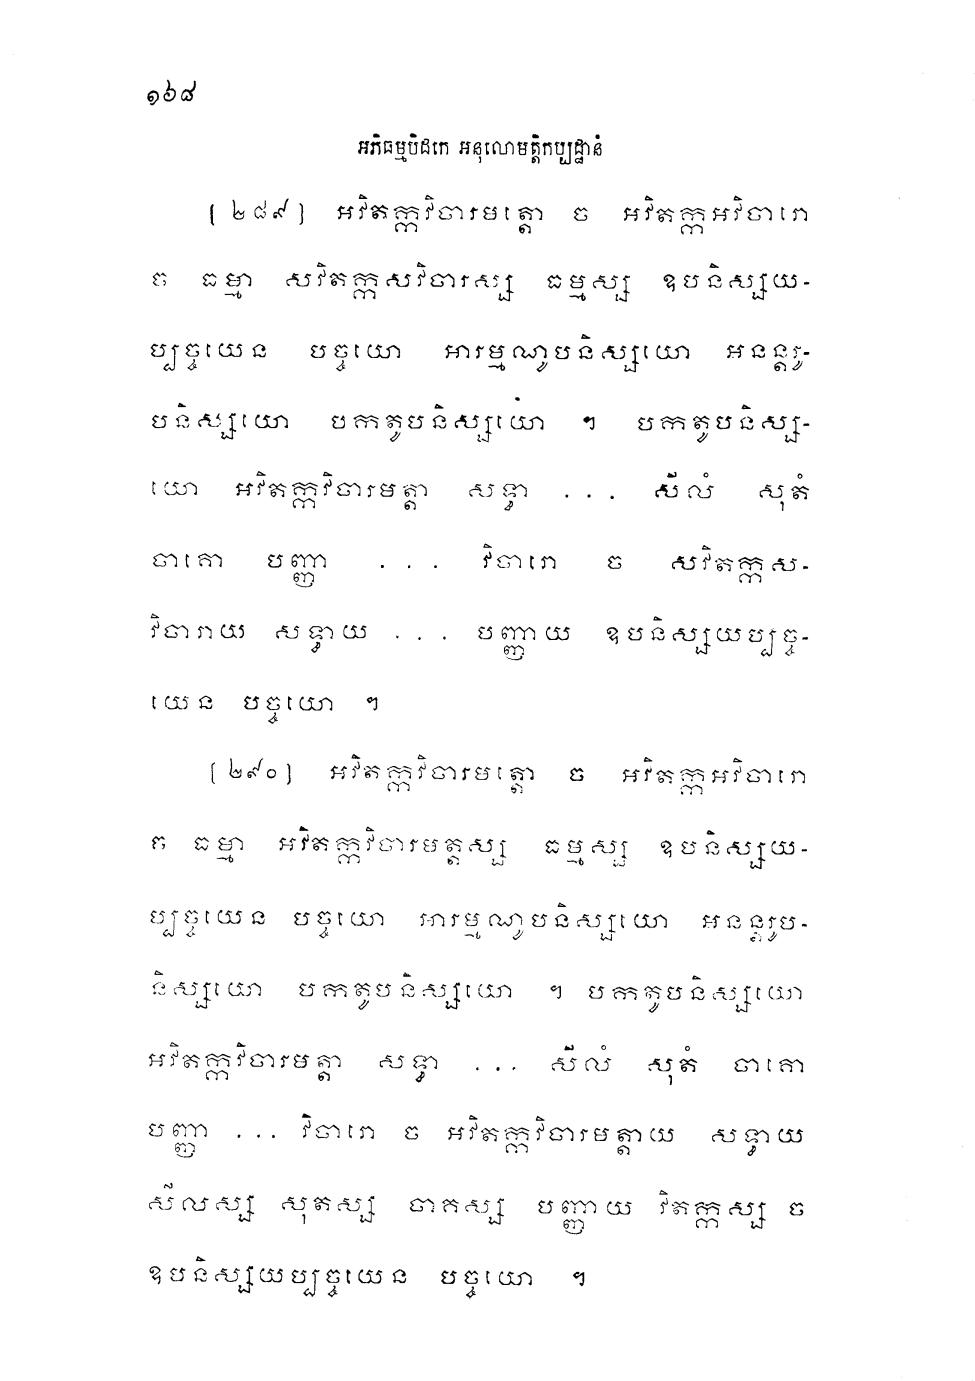 ១៦៨
អភិធម្មបិដកេ អនុលោមត្តិកប្បដ្ឋានំ
[២៨៩] អវិតក្កវិចារមត្តោ ច អវិតក្កអវិចារោ
ច ធម្មា សវិតក្កសវិចារស្ស ធម្មស្ស ឧបនិស្សយ-
ប្បច្ចយេន បច្ចយោ អារម្មណូបនិស្សយោ អនន្តរូ-
បនិស្សយោ បកតូបនិស្សយោ ។ បកតូបនិស្ស-
យោ អវិតក្កវិចារមត្តា សទ្ធា ... សីលំ សុតំ
ចាគោ បញ្ញា ... វិចារោ ច សវិតក្កស-
វិចារាយ សទ្ធាយ ... បញ្ញាយ ឧបនិស្សយប្បច្ច-
យេន បច្ចយោ ។
[២៩០] អវិតក្កវិចារមត្តោ ច អវិតក្កអវិចារោ
ច ធម្មា អវិតក្កវិចារមត្តស្ស ធម្មស្ស ឧបនិស្សយ-
ប្បច្ចយេន បច្ចយោ អារម្មណូបនិស្សយោ អនន្តរូប-
និស្សយោ បកតូបនិស្សយោ ។ បកតូបនិស្សយោ
អវិតក្កវិចារមត្តា សទ្ធា ... សីលំ សុតំ ចាគោ
បញ្ញា ... វិចារោ ច អវិតក្កវិចារមត្តាយ សទ្ធាយ
សីលស្ស សុតស្ស ចាគស្ស បញ្ញាយ វិតក្កស្ស ច
ឧបនិស្សយប្បច្ចយេន បច្ចយោ ។